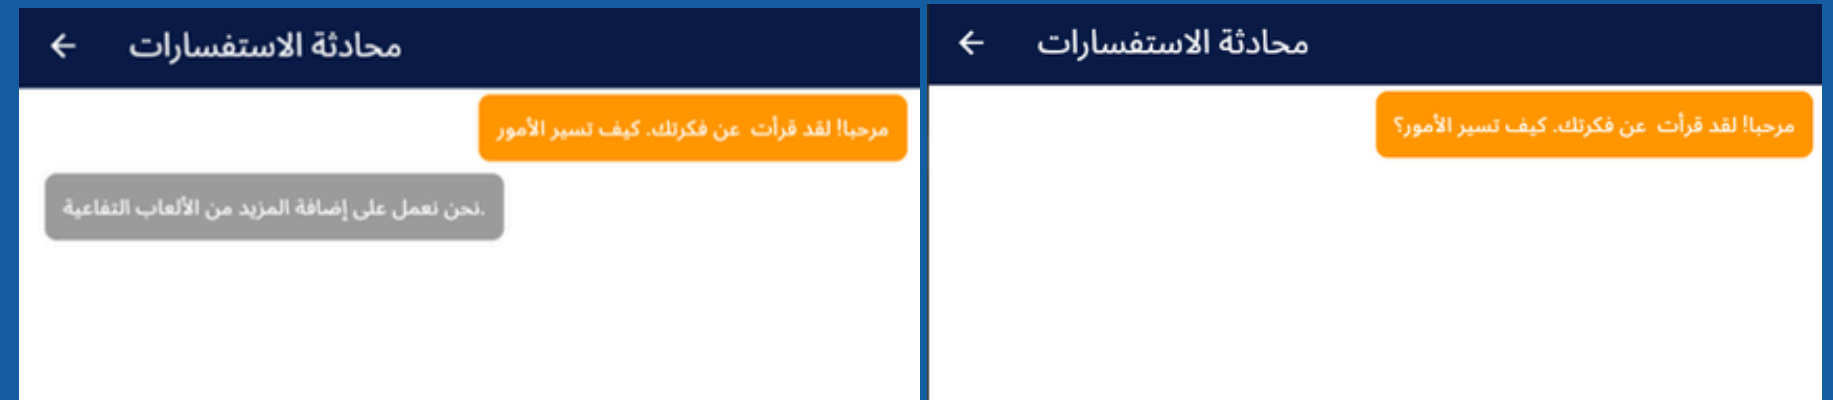 محادثة الاستفسارات
مرحبا! لقد قرأت عن فكرتك. كيف تسير الأمور
نحن نعمل على إضافة المزيد من الألعاب التفاعية.
محادثة الاستفسارات
مرحبا! لقد قرأت عن فكرتك. كيف تسير الأمور؟